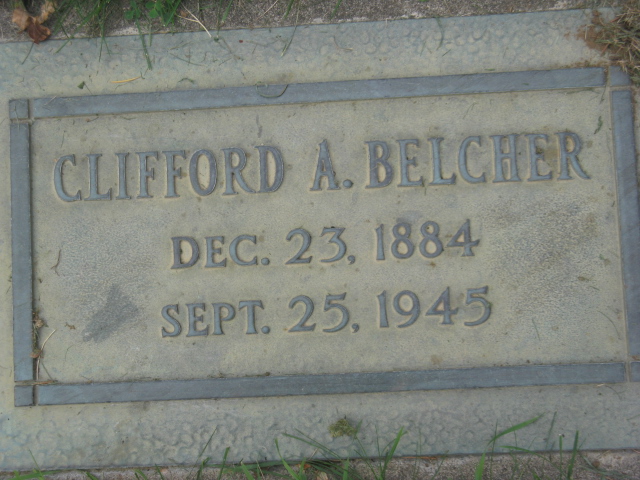 CLIFFORD A. BELCHER
DEC. 23, 1884
SEPT. 25, 1945